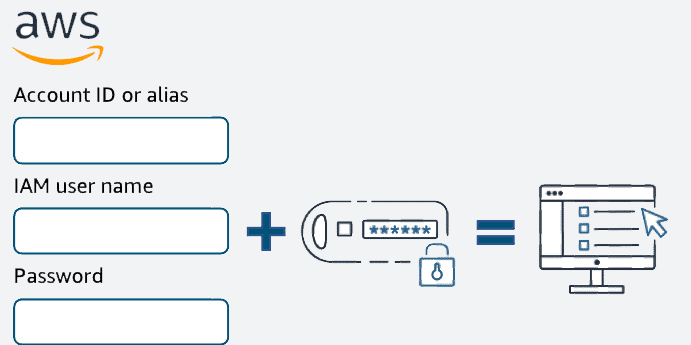 aws
Account ID or alias
IAM user name
******
Password